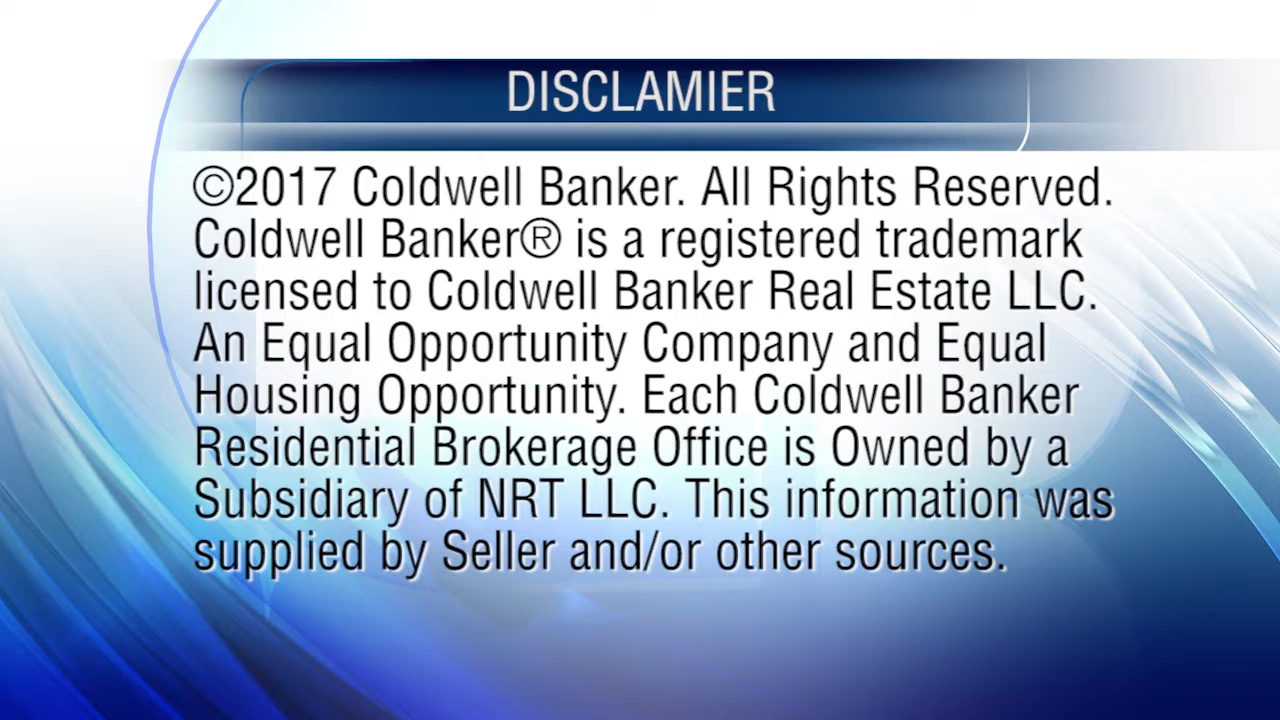 DISCLAMIER
©2017 Coldwell Banker. All Rights Reserved.
Coldwell Banker® is a registered trademark
licensed to Coldwell Banker Real Estate LLC.
An Equal Opportunity Company and Equal
Housing Opportunity. Each Coldwell Banker
Residential Brokerage Office is Owned by a
Subsidiary of NRT LLC. This information was
supplied by Seller and/or other sources.